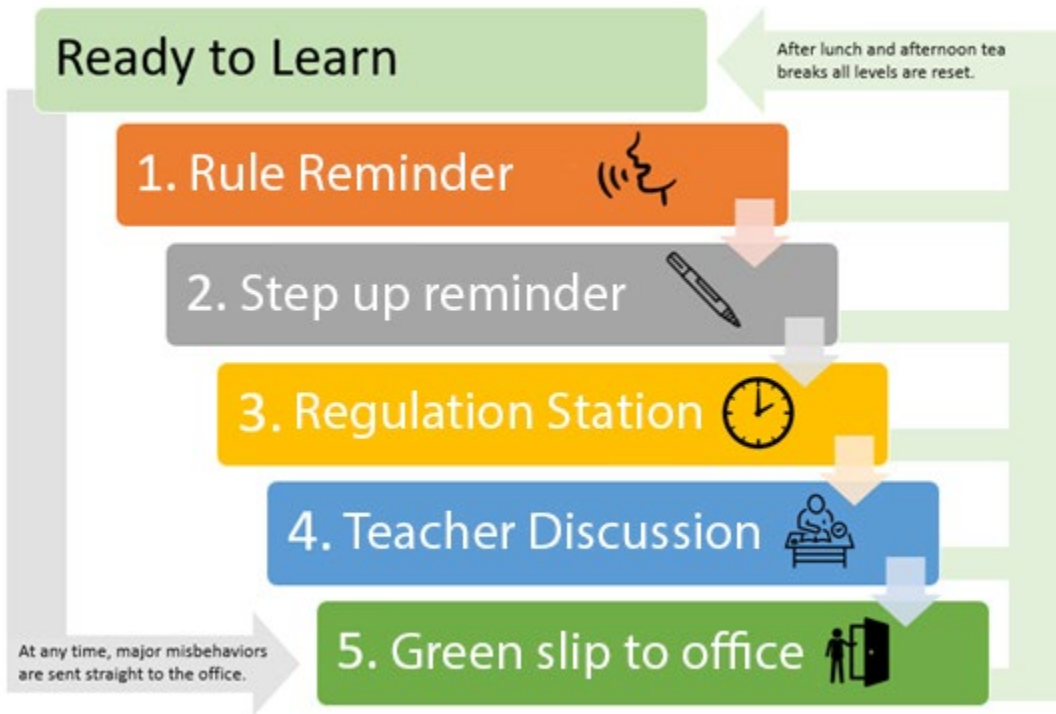 Ready to Learn
After lunch and afternoon tea
breaks all levels are reset.
1. Rule Reminder
2. Step up reminder
3. Regulation Station
4. Teacher Discussion
5. Green slip to office
At any time, major misbehaviors
are sent straight to the office.